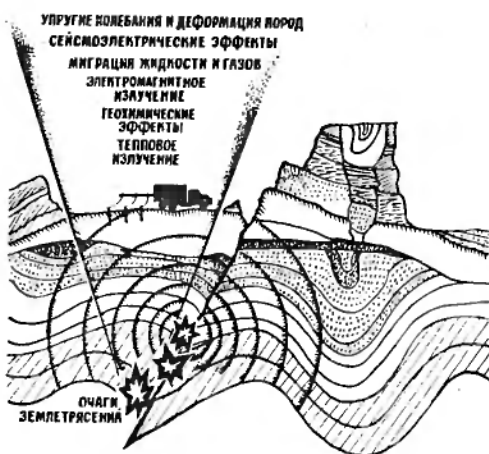 УПРУГИЕ КОЛЕБАНИЯ И ДЕФОРМАЦИЯ ПОРОД
СЕЙСМОЭЛЕКТРИЧЕСКИЕ ЭФФЕКТЫ
МИГРАЦИЯ ЖИДКОСТИ И ГАЗОВ
ЭЛЕКТРОМАГНИТНОЕ
ИЗЛУЧЕНИЕ
ГЕОХИМИЧЕСКИЕ
ЭФФЕКТЫ
ТЕПЛОВОЕ
ИЗЛУЧЕНИЕ
ОЧАГИ
ЗЕМЛЕТРЯСЕНИЙ